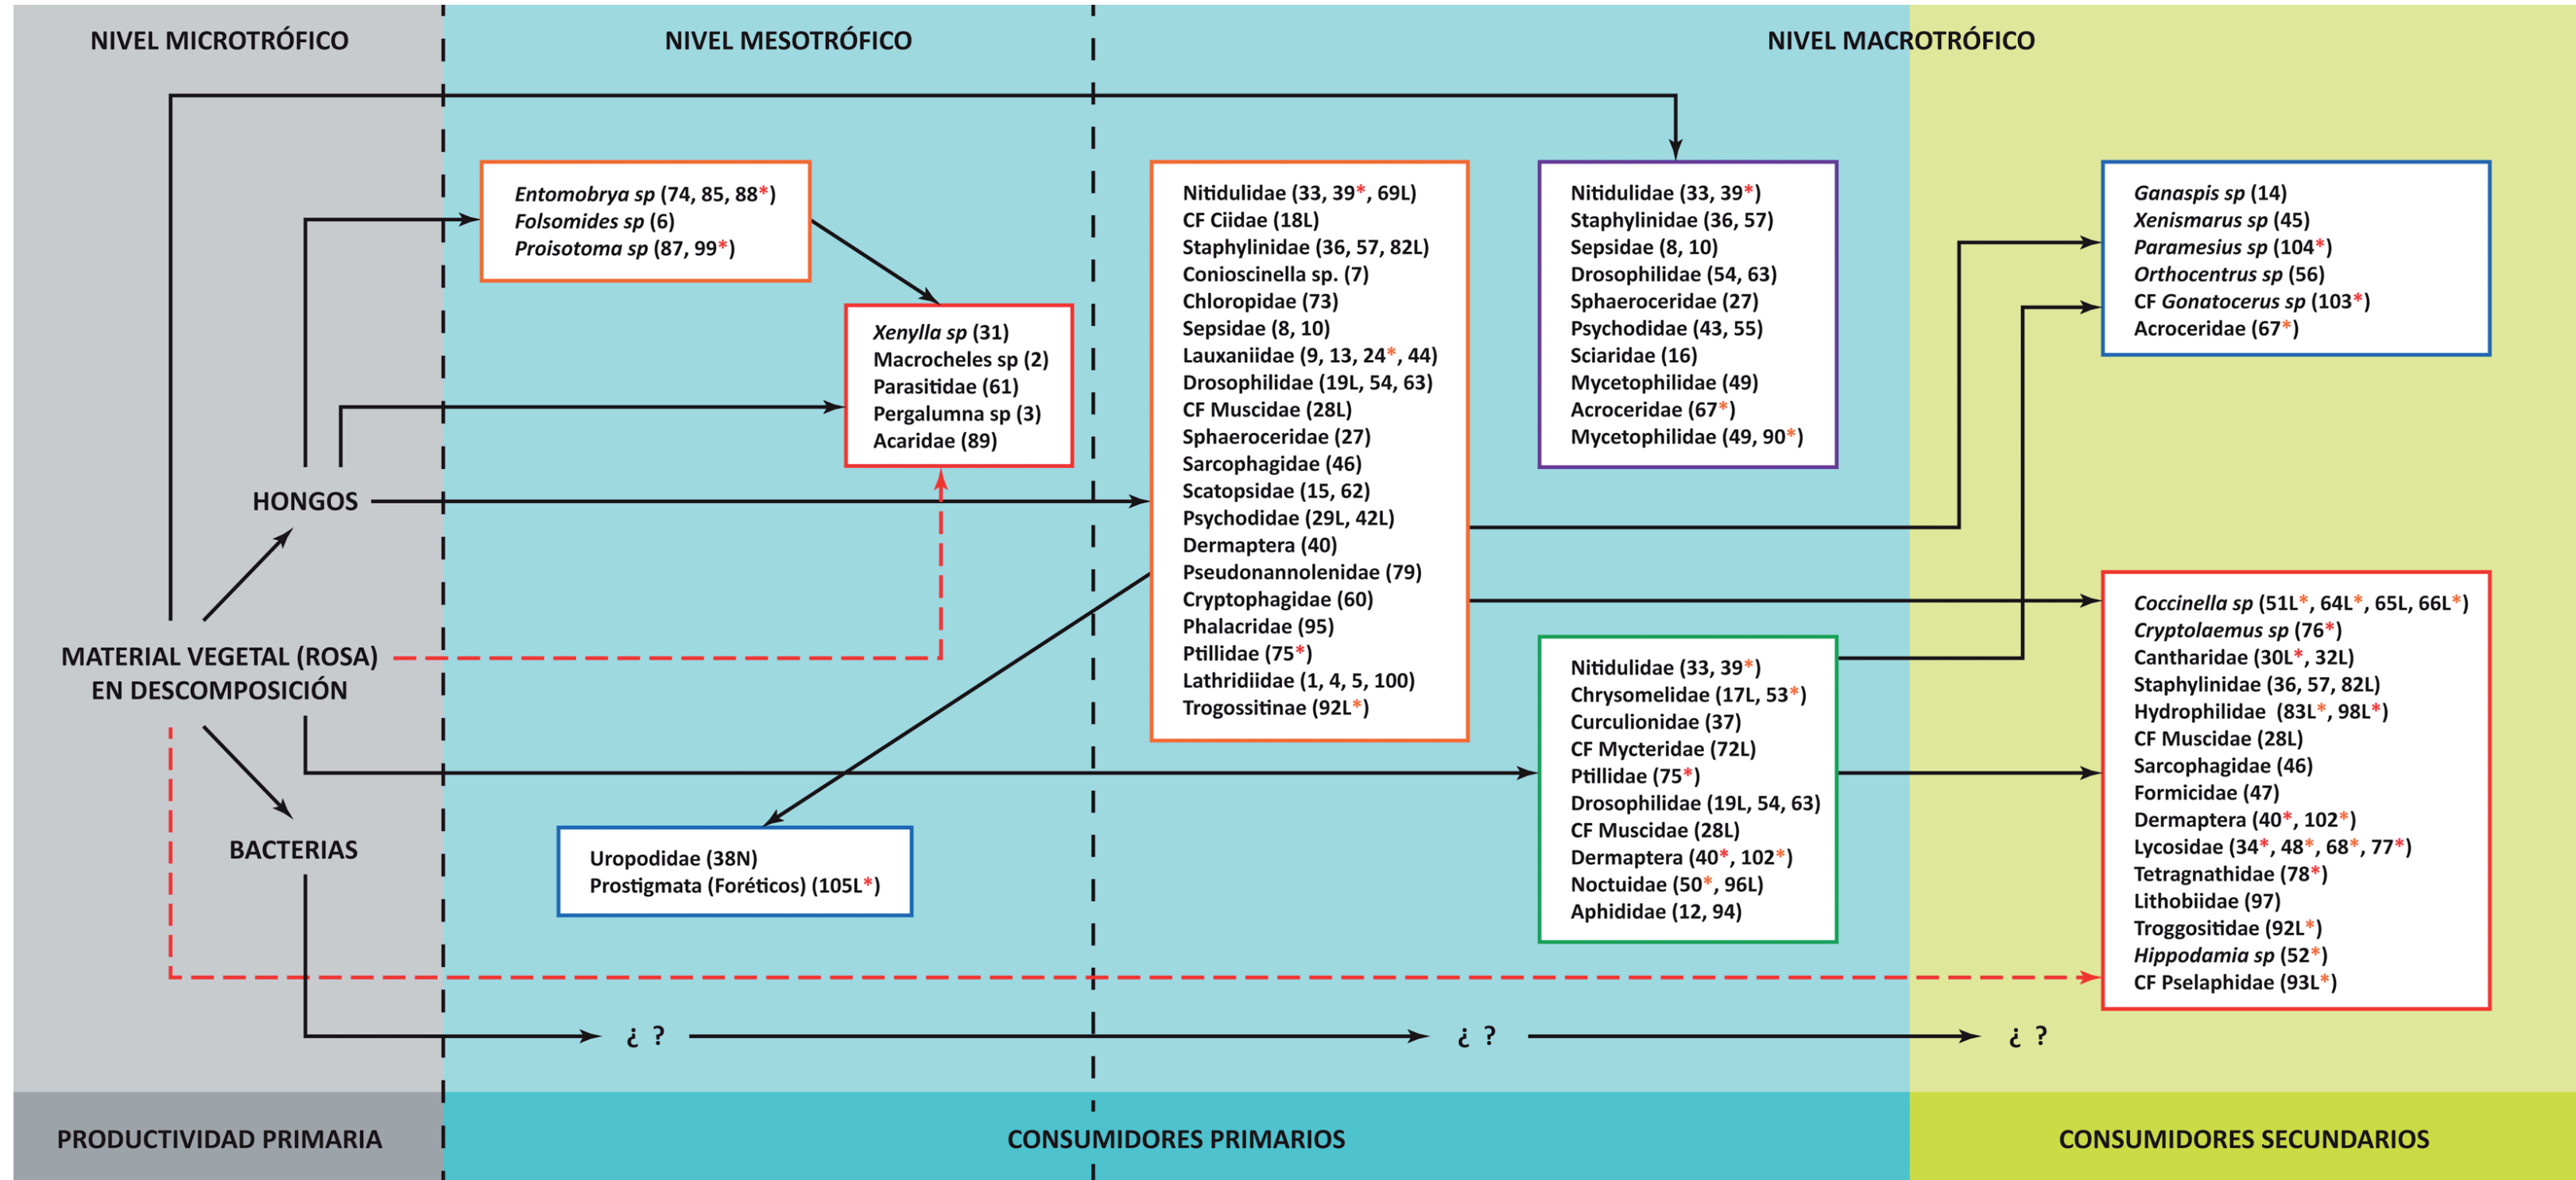 NIVEL MICROTRÓFICO
NIVEL MESOTRÓFICO
NIVEL MACROTRÓFICO
Entomobrya sp (74, 85, 88*)
Folsomides sp (6)
Proisotoma sp (87, 99*)
Xenylla sp (31)
Macrocheles sp (2)
Parasitidae (61)
Pergalumna sp (3)
Acaridae (89)
Nitidulidae (33, 39*, 69L)
CF Ciidae (18L)
Staphylinidae (36, 57, 82L)
Conioscinella sp. (7)
Chloropidae (73)
Sepsidae (8, 10)
Lauxaniidae (9, 13, 24*, 44)
Drosophilidae (19L, 54, 63)
CF Muscidae (28L)
Sphaeroceridae (27)
Sarcophagidae (46)
Scatopsidae (15, 62)
Psychodidae (29L, 42L)
Dermaptera (40)
Pseudonannolenidae (79)
Cryptophagidae (60)
Phalacridae (95)
Ptillidae (75*)
Lathridiidae (1, 4, 5, 100)
Trogossitinae (92L*)
Nitidulidae (33, 39*)
Staphylinidae (36, 57)
Sepsidae (8, 10)
Drosophilidae (54, 63)
Sphaeroceridae (27)
Psychodidae (43, 55)
Sciaridae (16)
Mycetophilidae (49)
Acroceridae (67*)
Mycetophilidae (49, 90*)
Ganaspis sp (14)
Xenismarus sp (45)
Paramesius sp (104*)
Orthocentrus sp (56)
CF Gonatocerus sp (103*)
Acroceridae (67*)
HONGOS
MATERIAL VEGETAL (ROSA)
EN DESCOMPOSICIÓN
BACTERIAS
Uropodidae (38N)
Prostigmata (Foréticos) (105L*)
Nitidulidae (33, 39*)
Chrysomelidae (17L, 53*)
Curculionidae (37)
CF Mycteridae (72L)
Ptillidae (75*)
Drosophilidae (19L, 54, 63)
CF Muscidae (28L)
Dermaptera (40*, 102*)
Noctuidae (50*, 96L)
Aphididae (12, 94)
Coccinella sp (51L*, 64L*, 65L, 66L*)
Cryptolaemus sp (76*)
Cantharidae (30L*, 32L)
Staphylinidae (36, 57, 82L)
Hydrophilidae (83L*, 98L*)
CF Muscidae (28L)
Sarcophagidae (46)
Formicidae (47)
Dermaptera (40*, 102*)
Lycosidae (34*, 48*, 68*, 77*)
Tetragnathidae (78*)
Lithobiidae (97)
Troggositidae (92L*)
Hippodamia sp (52*)
CF Pselaphidae (93L*)
¿ ?
¿ ?
¿ ?
PRODUCTIVIDAD PRIMARIA
CONSUMIDORES PRIMARIOS
CONSUMIDORES SECUNDARIOS